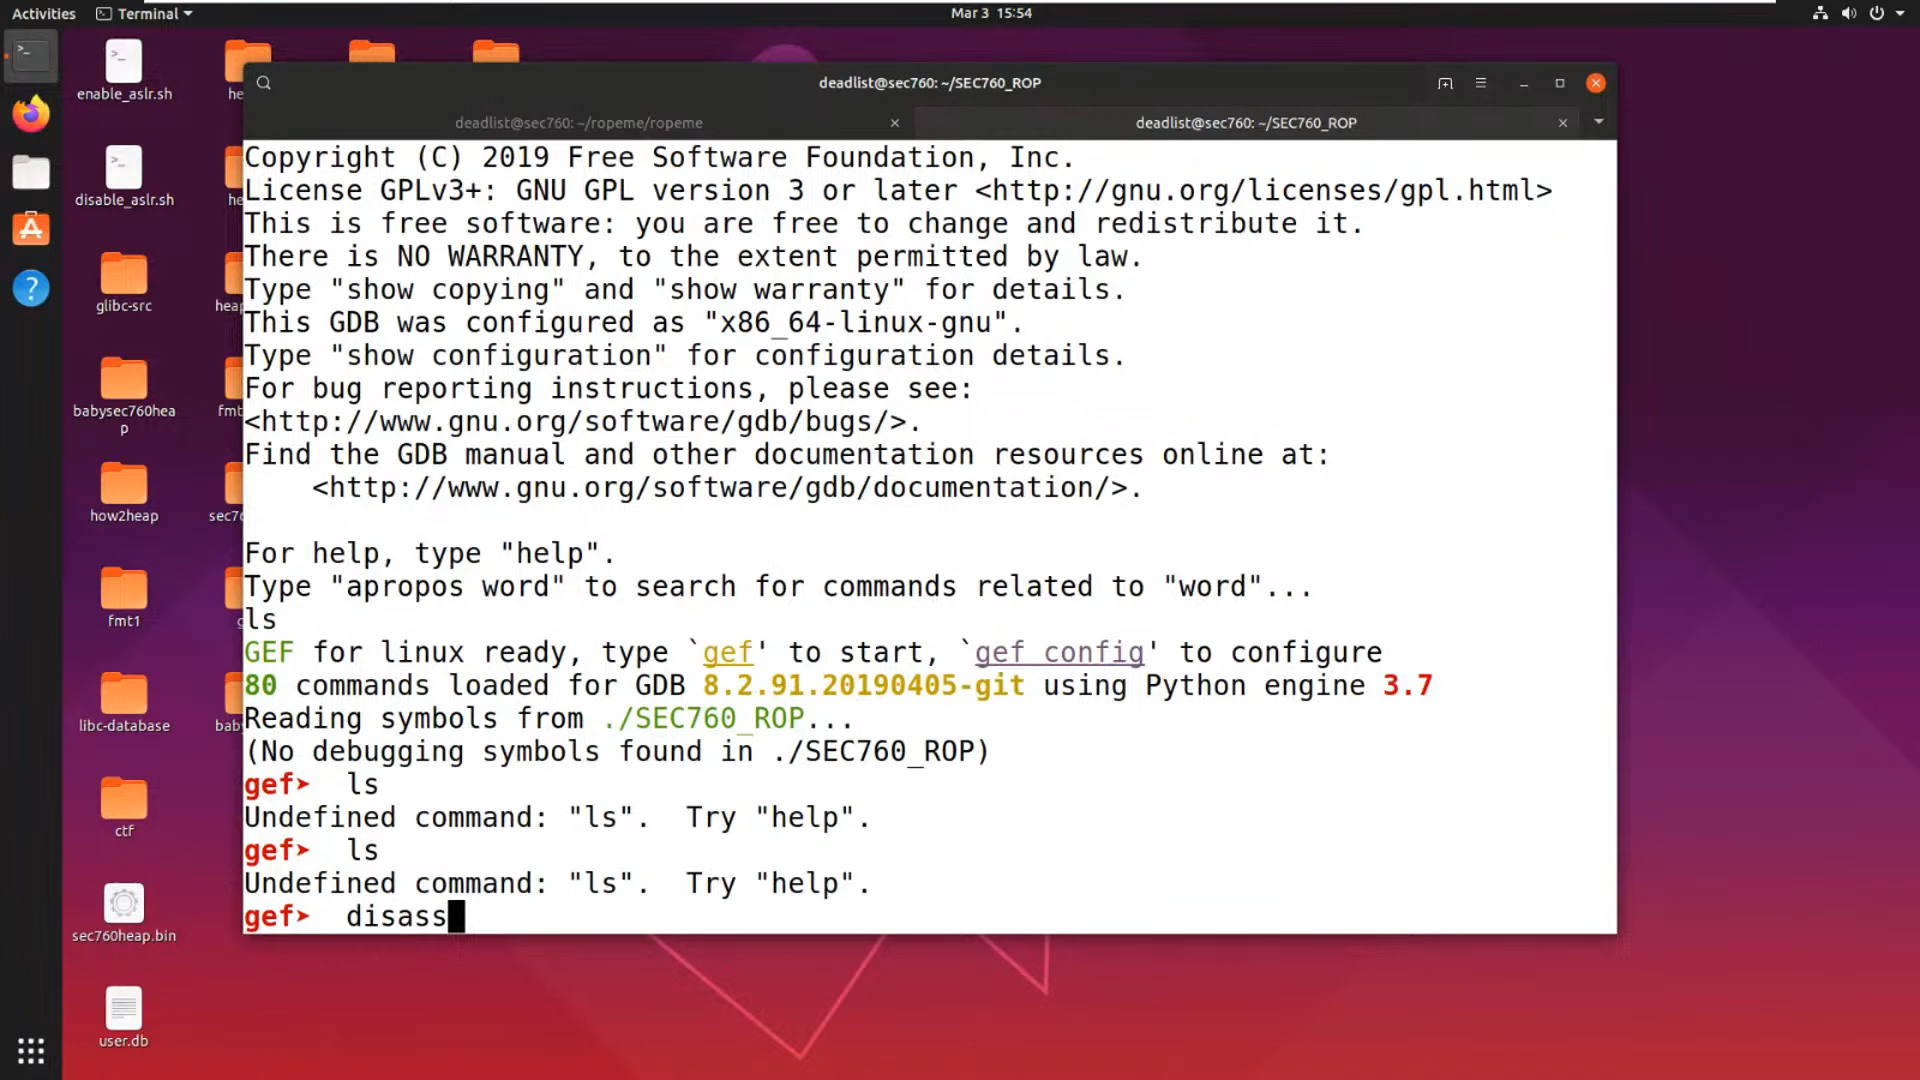 Activities
Terminal
Mar 3 15:54
enable_aslr.sh
he
disable_aslr.sh
he
glibc-src
heap
babysec760hea
p
fmt
how2heap
sec76
fmt1
g
libc-database
bab
ctf
sec760heap.bin
user.db
deadlist@sec760: ~/SEC760_ROP
deadlist@sec760: ~/ropeme/ropeme
deadlist@sec760: ~/SEC760_ROP
Copyright (C) 2019 Free Software Foundation, Inc.
License GPLv3+: GNU GPL version 3 or later <http://gnu.org/licenses/gpl.html>
This is free software: you are free to change and redistribute it.
There is NO WARRANTY, to the extent permitted by law.
Type "show copying" and "show warranty" for details.
This GDB was configured as "x86_64-linux-gnu".
Type "show configuration" for configuration details.
For bug reporting instructions, please see:
<http://www.gnu.org/software/gdb/bugs/>.
Find the GDB manual and other documentation resources online at:
    <http://www.gnu.org/software/gdb/documentation/>.
For help, type "help".
Type "apropos word" to search for commands related to "word"...
ls
GEF for linux ready, type `gef' to start, `gef config' to configure
80 commands loaded for GDB 8.2.91.20190405-git using Python engine 3.7
Reading symbols from ./SEC760_ROP...
(No debugging symbols found in ./SEC760_ROP)
gef➤  ls
Undefined command: "ls".  Try "help".
gef➤  ls
Undefined command: "ls".  Try "help".
gef➤  disass